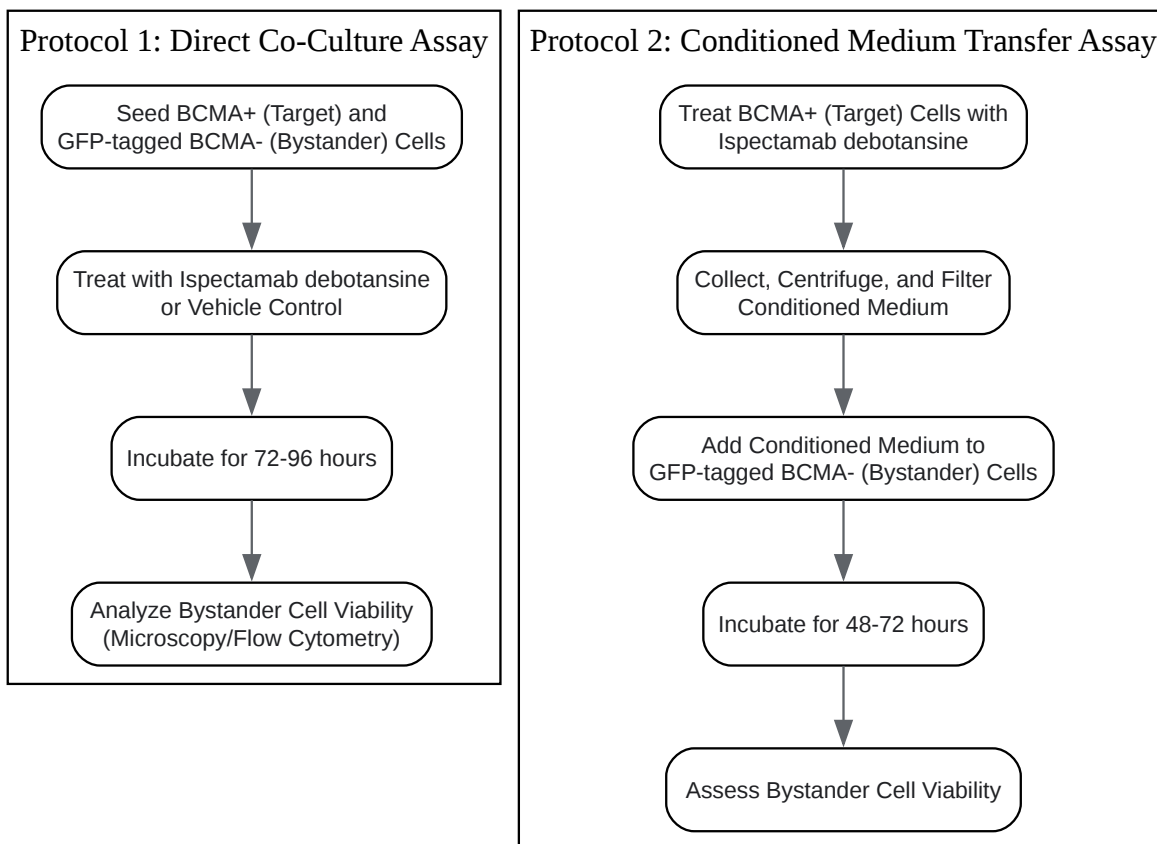 Protocol 1: Direct Co-Culture Assay
Seed BCMA+ (Target) and
GFP-tagged BCMA- (Bystander) Cells
Treat with Ispectamab debotansine
or Vehicle Control
Incubate for 72-96 hours
Analyze Bystander Cell Viability
(Microscopy/Flow Cytometry)
Protocol 2: Conditioned Medium Transfer Assay
Treat BCMA+ (Target) Cells with
Ispectamab debotansine
Collect, Centrifuge, and Filter
Conditioned Medium
Add Conditioned Medium to
GFP-tagged BCMA- (Bystander) Cells
Incubate for 48-72 hours
Assess Bystander Cell Viability